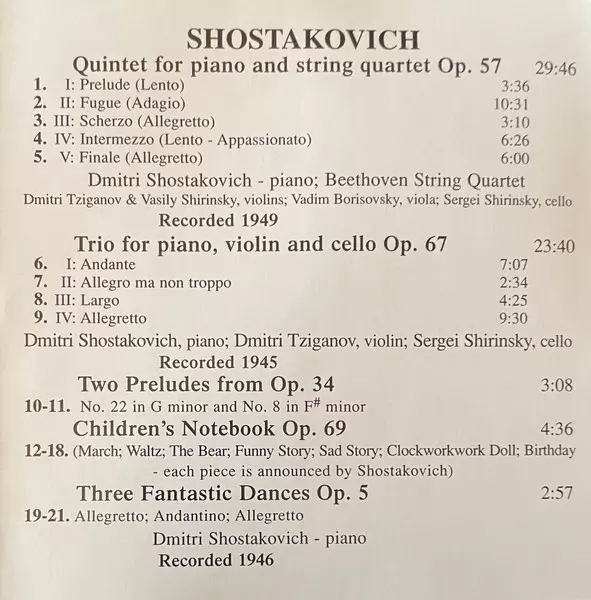 SHOSTAKOVICH
Quintet for piano and string quartet Op. 57 29:46
1. I: Prelude (Lento) 3:36
2. II: Fugue (Adagio) 10:31
3. III: Scherzo (Allegretto) 3:10
4. IV: Intermezzo (Lento - Appassionato) 6:26
5. V: Finale (Allegretto) 6:00
Dmitri Shostakovich - piano; Beethoven String Quartet
Dmitri Tziganov & Vasily Shirinsky, violins; Vadim Borisovsky, viola; Sergei Shirinsky, cello
Recorded 1949
Trio for piano, violin and cello Op. 67 23:40
6. I: Andante 7:07
7. II: Allegro ma non troppo 2:34
8. III: Largo 4:25
9. IV: Allegretto 9:30
Dmitri Shostakovich, piano; Dmitri Tziganov, violin; Sergei Shirinsky, cello
Recorded 1945
Two Preludes from Op. 34 3:08
10-11. No. 22 in G minor and No. 8 in F# minor
Children's Notebook Op. 69 4:36
12-18. (March; Waltz; The Bear; Funny Story; Sad Story; Clockworkwork Doll; Birthday
- each piece is announced by Shostakovich)
Three Fantastic Dances Op. 5 2:57
19-21. Allegretto; Andantino; Allegretto
Dmitri Shostakovich - piano
Recorded 1946